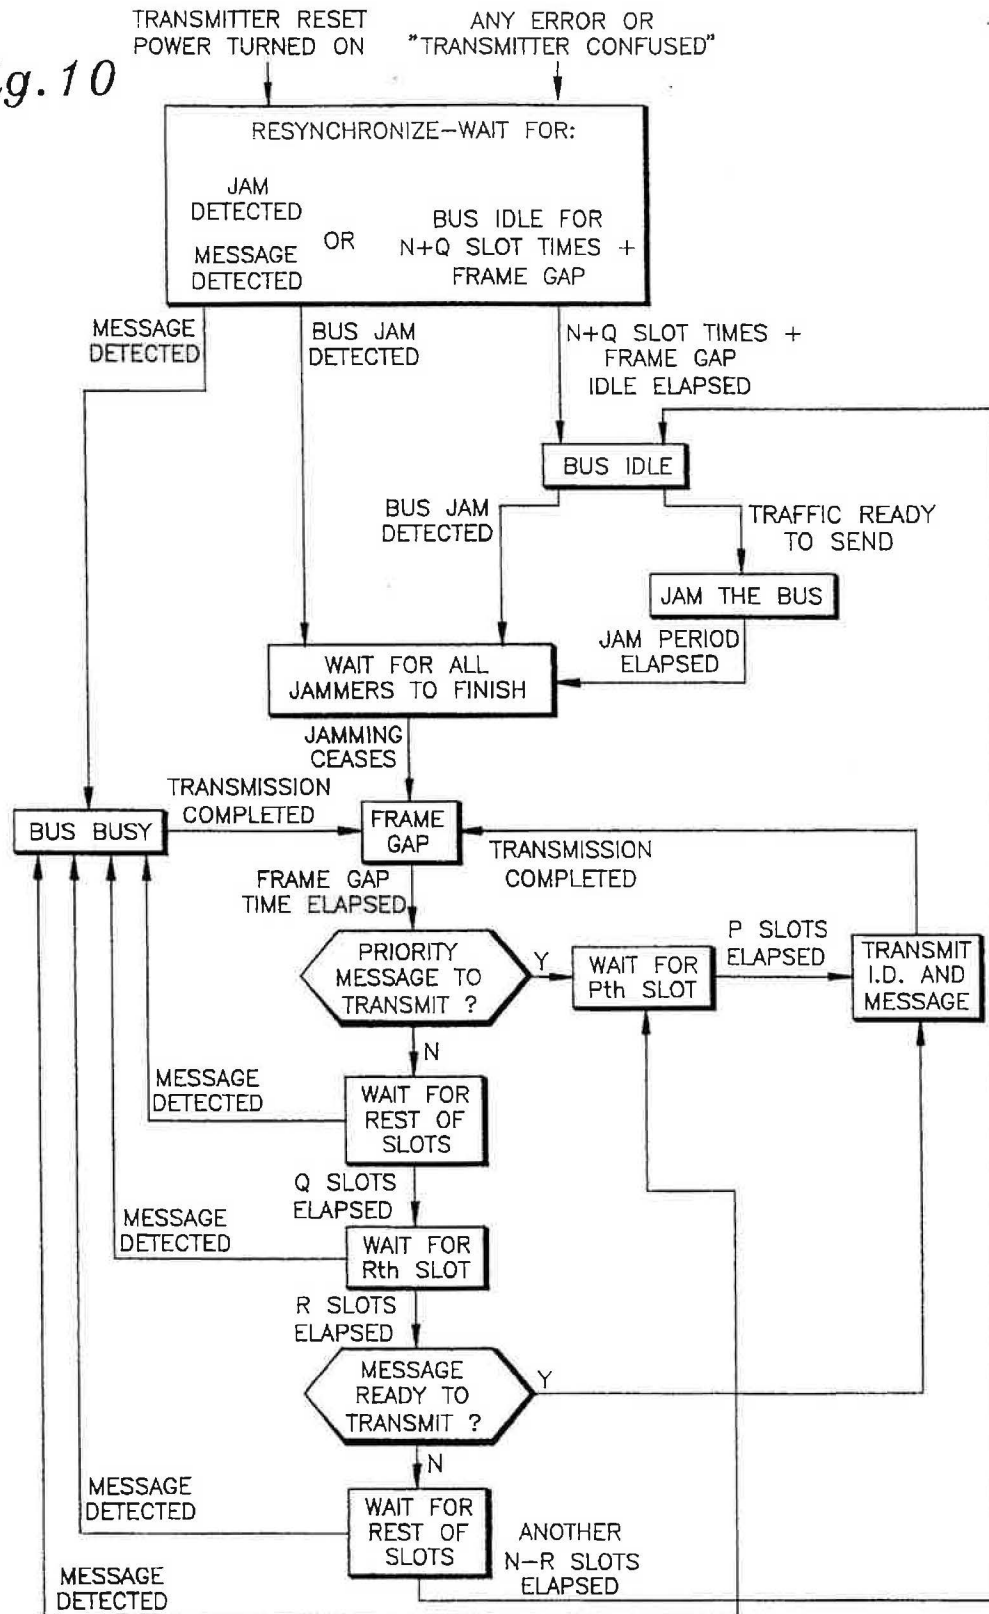 TRANSMITTER RESET
POWER TURNED ON
ANY ERROR OR
"TRANSMITTER CONFUSED"
g. 10
RESYNCHRONIZE-WAIT FOR:
JAM
DETECTED
MESSAGE
DETECTED
OR
BUS IDLE FOR
N+Q SLOT TIMES +
FRAME GAP
MESSAGE
DETECTED
BUS JAM
DETECTED
N+Q SLOT TIMES +
FRAME GAP
IDLE ELAPSED
BUS IDLE
BUS JAM
DETECTED
TRAFFIC READY
TO SEND
JAM THE BUS
JAM PERIOD
ELAPSED
WAIT FOR ALL
JAMMERS TO FINISH
JAMMING
CEASES
TRANSMISSION
COMPLETED
BUS BUSY
FRAME
GAP
TRANSMISSION
COMPLETED
FRAME GAP
TIME ELAPSED
PRIORITY
MESSAGE TO
TRANSMIT ?
Y
WAIT FOR
Pth SLOT
P SLOTS
ELAPSED
TRANSMIT
I.D. AND
MESSAGE
N
MESSAGE
DETECTED
WAIT FOR
REST OF
SLOTS
Q SLOTS
ELAPSED
MESSAGE
DETECTED
WAIT FOR
Rth SLOT
R SLOTS
ELAPSED
MESSAGE
READY TO
TRANSMIT ?
Y
N
MESSAGE
DETECTED
WAIT FOR
REST OF
SLOTS
ANOTHER
N-R SLOTS
ELAPSED
MESSAGE
DETECTED